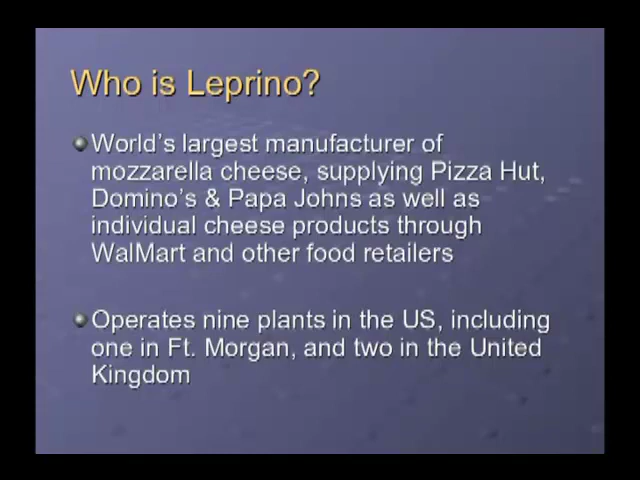 Who is Leprino?
World's largest manufacturer of
mozzarella cheese, supplying Pizza Hut,
Domino's & Papa Johns as well as
individual cheese products through
WalMart and other food retailers
Operates nine plants in the US, including
one in Ft. Morgan, and two in the United
Kingdom